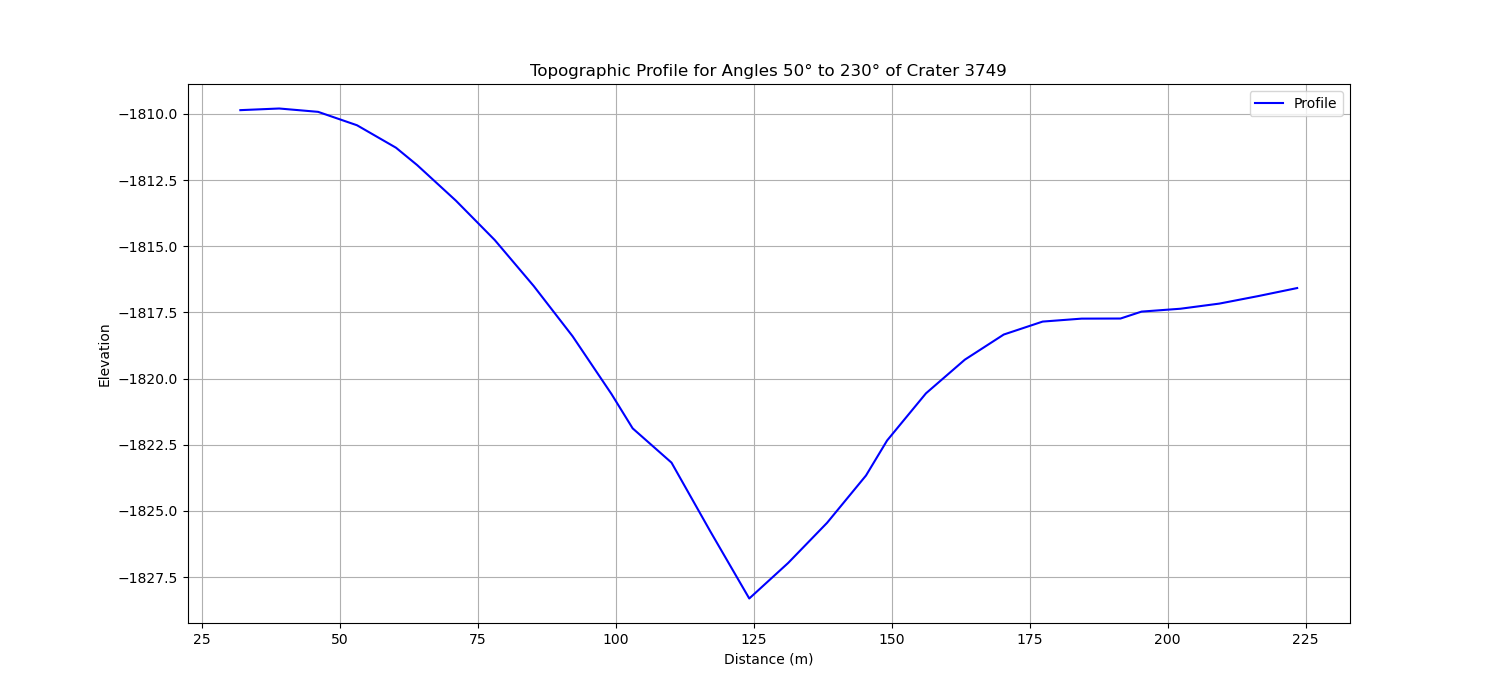 Topographic Profile for Angles 50° to 230° of Crater 3749
Profile
Elevation
−1810.0
−1812.5
−1815.0
−1817.5
−1820.0
−1822.5
−1825.0
−1827.5
25 50 75 100 125 150 175 200 225
Distance (m)